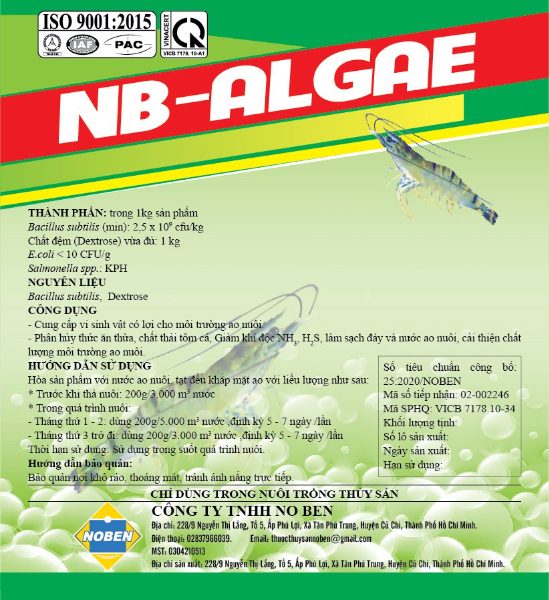 ISO 9001:2015
IAF
PAC
VINACERT
VICB 7178. 10-A1
NB-ALGAE
THÀNH PHẦN: trong 1kg sản phẩm
Bacillus subtilis (min): 2,5 x 10⁹ cfu/kg
Chất đệm (Dextrose) vừa đủ: 1 kg
E.coli < 10 CFU/g
Salmonella spp.: KPH
NGUYÊN LIỆU
Bacillus subtilis, Dextrose
CÔNG DỤNG
- Cung cấp vi sinh vật có lợi cho môi trường ao nuôi.
- Phân hủy thức ăn thừa, chất thải tôm cá. Giảm khí độc NH₃, H₂S, làm sạch đáy và nước ao nuôi, cải thiện chất
lượng môi trường ao nuôi.
HƯỚNG DẪN SỬ DỤNG
Hòa sản phẩm với nước ao nuôi, tạt đều khắp mặt ao với liều lượng như sau:
* Trước khi thả nuôi: 200g/3.000 m³ nước
* Trong quá trình nuôi:
- Tháng thứ 1 - 2: dùng 200g/5.000 m³ nước ,định kỳ 5 - 7 ngày /lần
- Tháng thứ 3 trở đi: dùng 200g/3.000 m³ nước ,định kỳ 5 - 7 ngày /lần
Thời hạn sử dụng: Sử dụng trong suốt quá trình nuôi.
Hướng dẫn bảo quản:
Bảo quản nơi khô ráo, thoáng mát, tránh ánh nắng trực tiếp.
Số tiêu chuẩn công bố:
25:2020/NOBEN
Mã số tiếp nhận: 02-002246
Mã SPHQ: VICB 7178.10-34
Khối lượng tịnh:
Số lô sản xuất:
Ngày sản xuất:
Hạn sử dụng:
CHỈ DÙNG TRONG NUÔI TRỒNG THỦY SẢN
NOBEN
CÔNG TY TNHH NO BEN
Địa chỉ: 228/9 Nguyễn Thị Lắng, Tổ 5, Ấp Phú Lợi, Xã Tân Phú Trung, Huyện Củ Chi, Thành Phố Hồ Chí Minh.
Điện thoại: 02837966039. Email: thuocthuysannoben@gmail.com
MST: 0304210513
Địa chỉ sản xuất: 228/9 Nguyễn Thị Lắng, Tổ 5, Ấp Phú Lợi, Xã Tân Phú Trung, Huyện Củ Chi, Thành Phố Hồ Chí Minh.